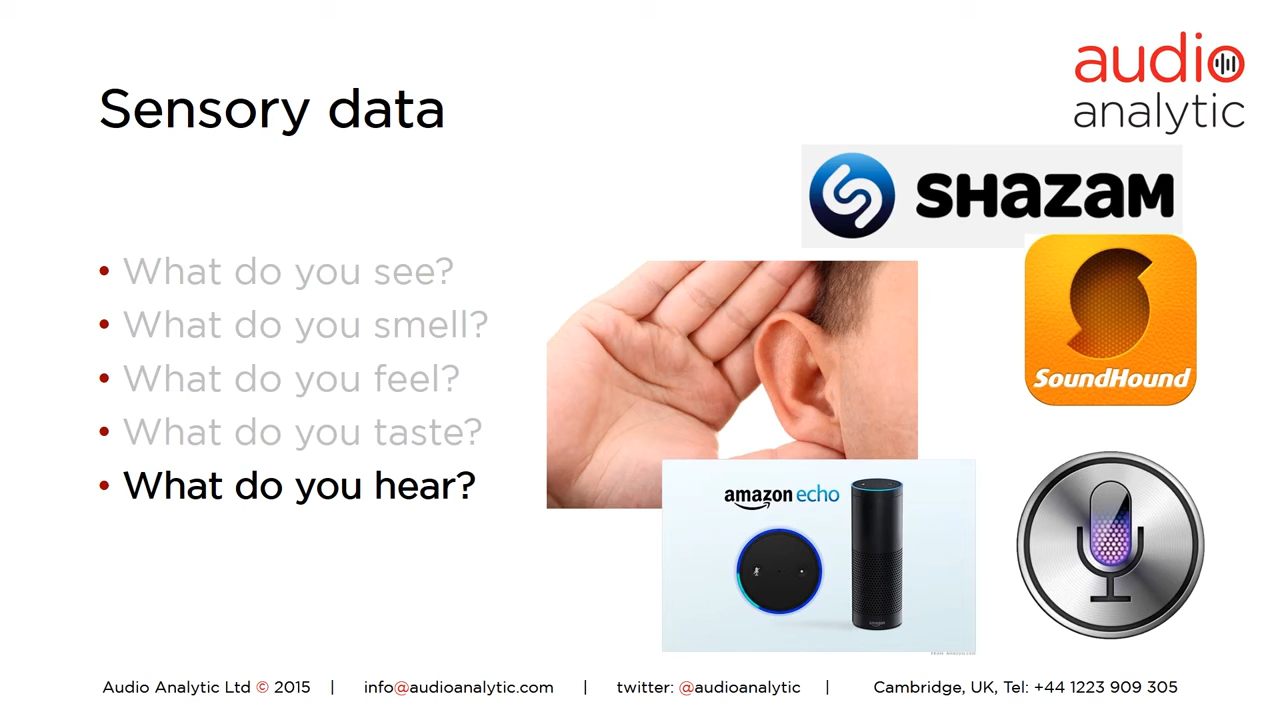 audio
analytic
Sensory data
SHAZAM
• What do you see?
• What do you smell?
• What do you feel?
• What do you taste?
• What do you hear?
SoundHound
amazon echo
Audio Analytic Ltd © 2015 | info@audioanalytic.com | twitter: @audioanalytic | Cambridge, UK, Tel: +44 1223 909 305